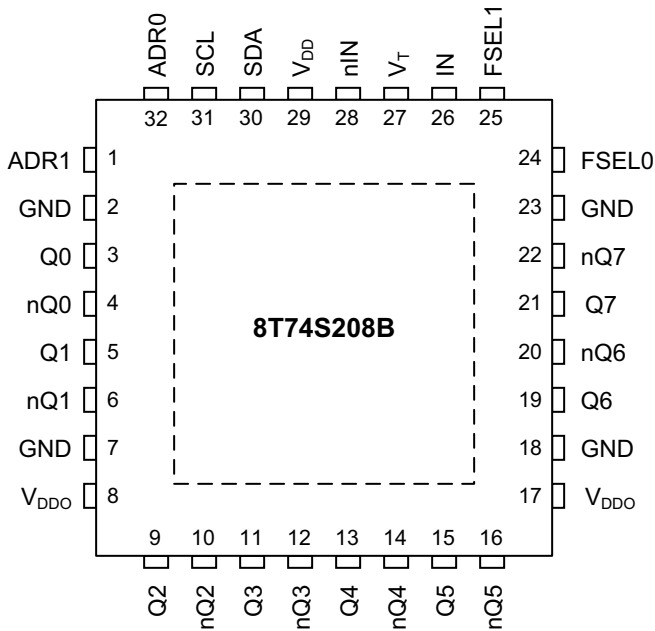 ADR0 SCL SDA VDD nIN VT IN FSEL1
32 31 30 29 28 27 26 25
ADR1 1 24 FSEL0
GND 2 23 GND
Q0 3 22 nQ7
nQ0 4 21 Q7
8T74S208B
Q1 5 20 nQ6
nQ1 6 19 Q6
GND 7 18 GND
VDDO 8 17 VDDO
9 10 11 12 13 14 15 16
Q2 nQ2 Q3 nQ3 Q4 nQ4 Q5 nQ5